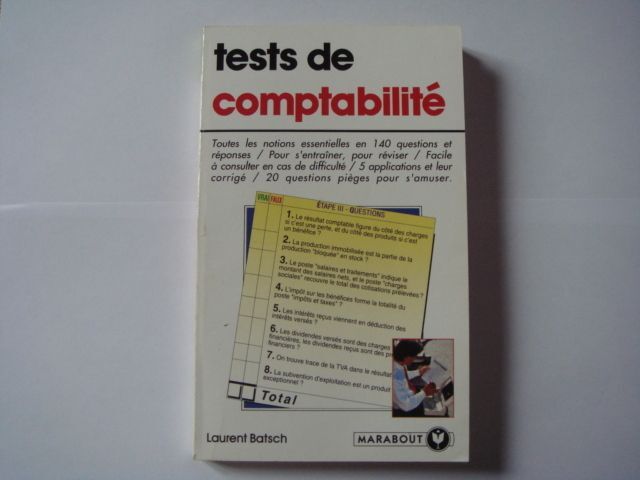 tests de
comptabilité
Toutes les notions essentielles en 140 questions et
réponses / Pour s'entraîner, pour réviser / Facile
à consulter en cas de difficulté / 5 applications et leur
corrigé / 20 questions pièges pour s'amuser.
VRAI FAUX
ÉTAPE III - QUESTIONS
1. Le résultat comptable figure du côté des charges
si c'est une perte, et du côté des produits si c'est
un bénéfice ?
2. La production immobilisée est la partie de la
production "bloquée" en stock ?
3. Le poste "salaires et traitements" indique le
montant des salaires nets, et le poste "charges
sociales" recouvre le total des cotisations prélevées ?
4. L'impôt sur les bénéfices forme la totalité du
poste "impôts et taxes" ?
5. Les intérêts reçus viennent en déduction des
intérêts versés ?
6. Les dividendes versés sont des charges
financières, les dividendes reçus sont des
financiers ?
7. On trouve trace de la TVA dans le résultat
8. La subvention d'exploitation est un produit
exceptionnel ?
Total
Laurent Batsch
MARABOUT